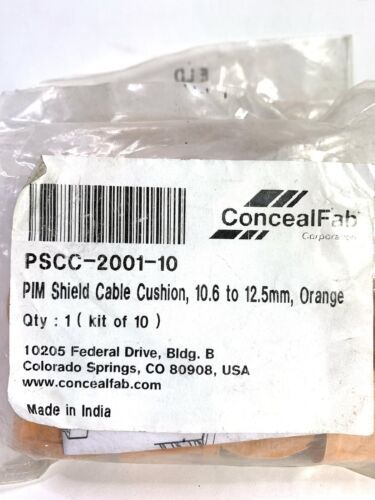 ELD
ConcealFab
Corporation
PSCC-2001-10
PIM Shield Cable Cushion, 10.6 to 12.5mm, Orange
Qty : 1 ( kit of 10 )
10205 Federal Drive, Bldg. B
Colorado Springs, CO 80908, USA
www.concealfab.com
Made in India